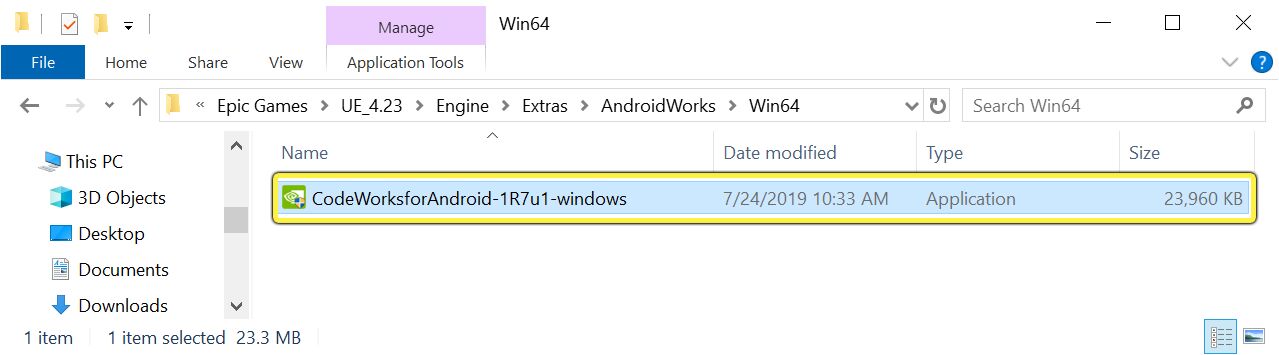 Manage
Win64
File
Home
Share
View
Application Tools
?
« Epic Games > UE_4.23 > Engine > Extras > AndroidWorks > Win64
Search Win64
This PC
3D Objects
Desktop
Documents
Downloads
Name
Date modified
Type
Size
CodeWorksforAndroid-1R7u1-windows
7/24/2019 10:33 AM
Application
23,960 KB
1 item
1 item selected 23.3 MB